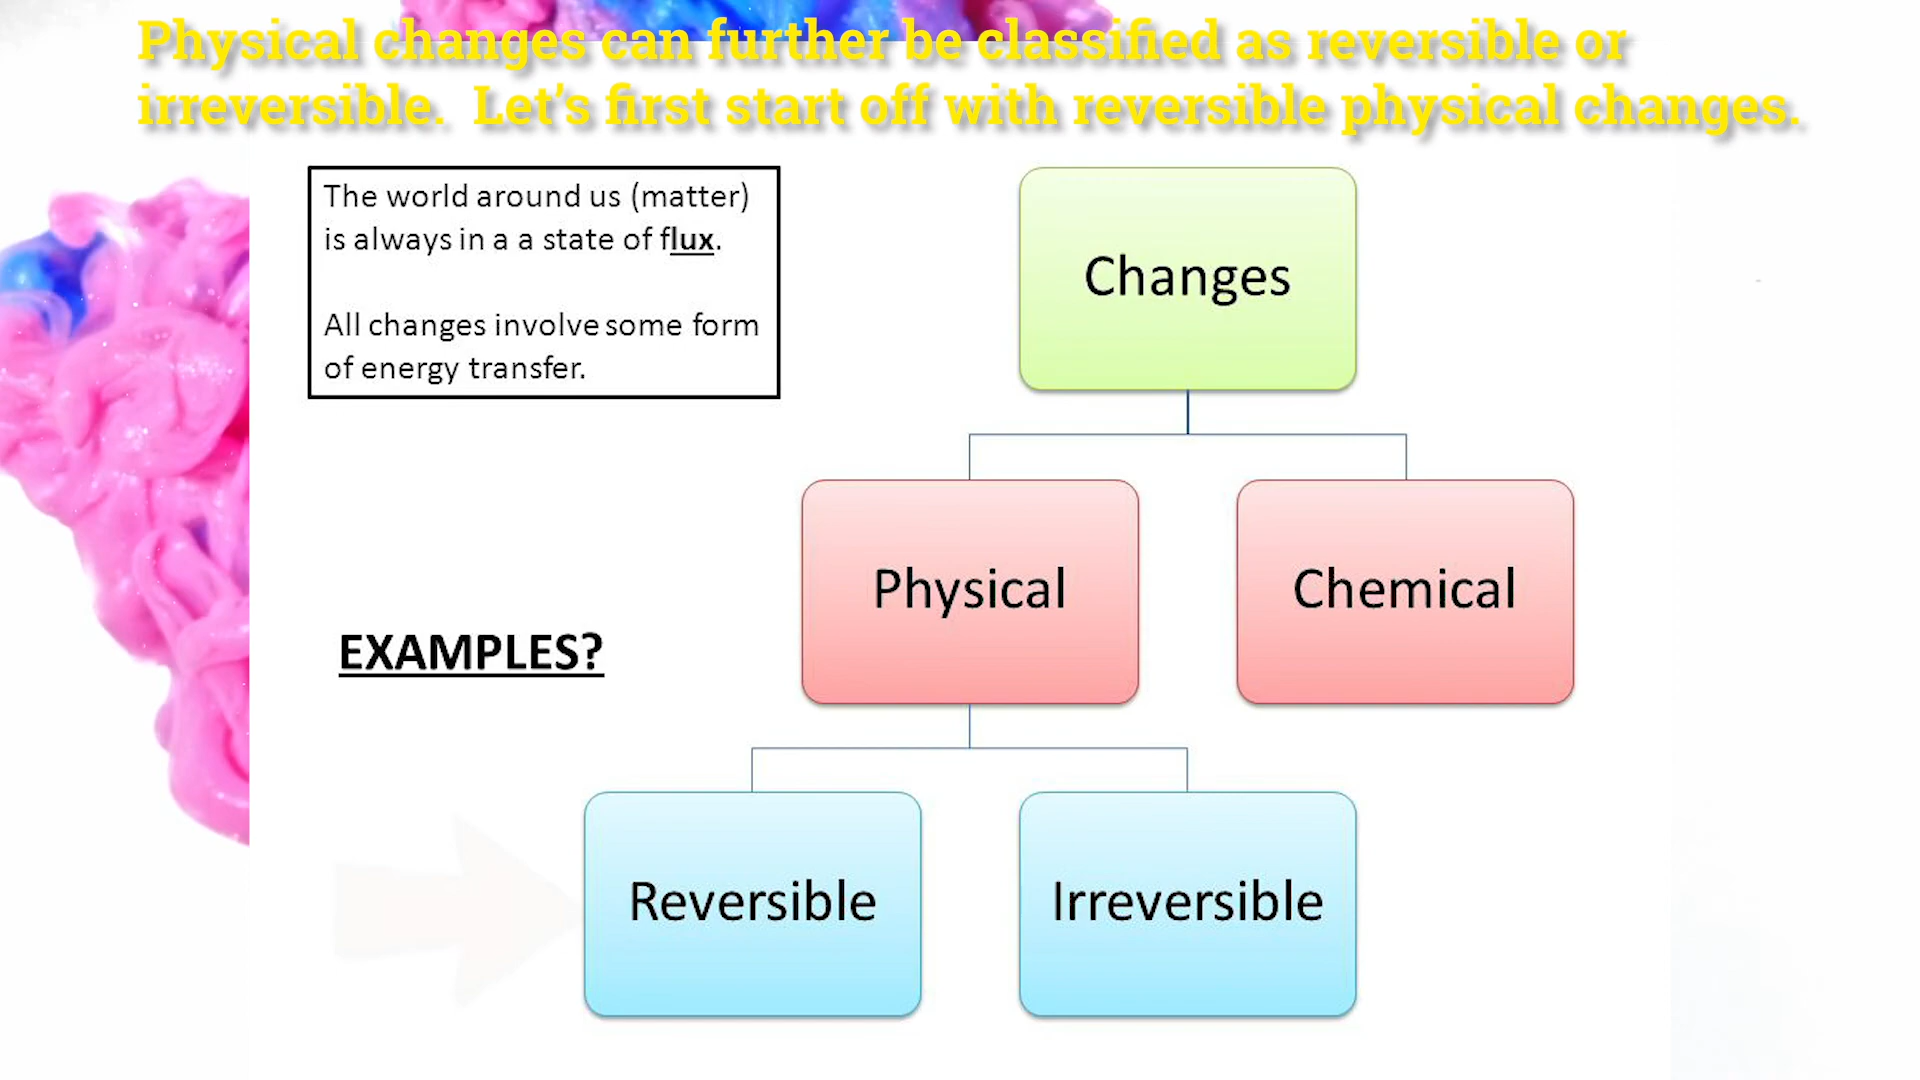 Physical changes can further be classified as reversible or
irreversible. Let's first start off with reversible physical changes.
The world around us (matter)
is always in a a state of flux.
All changes involve some form
of energy transfer.
Changes
Physical
Chemical
EXAMPLES?
Reversible
Irreversible